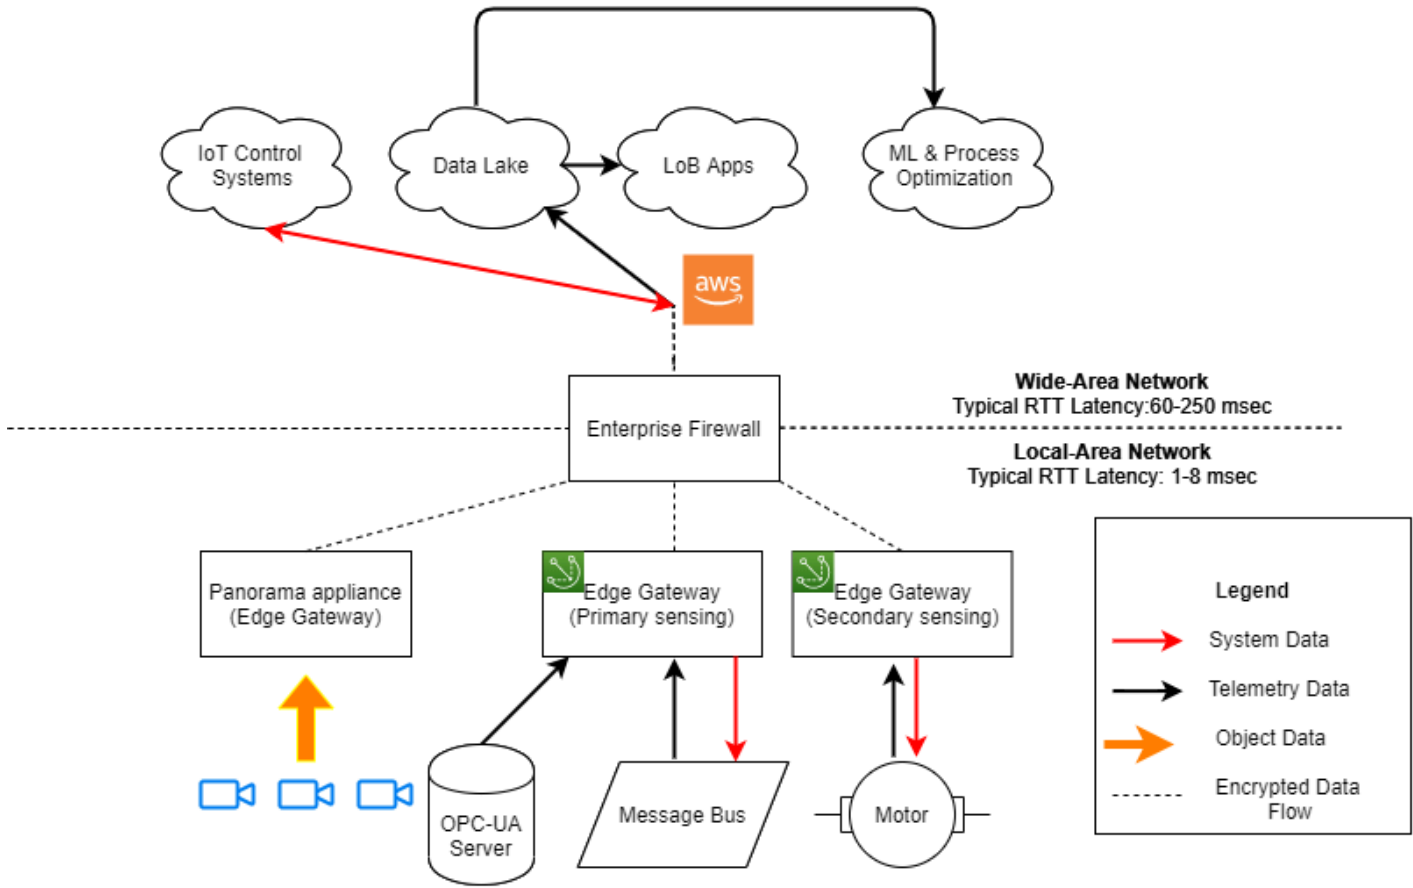 IoT Control
Systems
Data Lake
LoB Apps
ML & Process
Optimization
aws
Enterprise Firewall
Wide-Area Network
Typical RTT Latency:60-250 msec
Local-Area Network
Typical RTT Latency: 1-8 msec
Panorama appliance
(Edge Gateway)
Edge Gateway
(Primary sensing)
Edge Gateway
(Secondary sensing)
OPC-UA
Server
Message Bus
Motor
Legend
System Data
Telemetry Data
Object Data
Encrypted Data
Flow